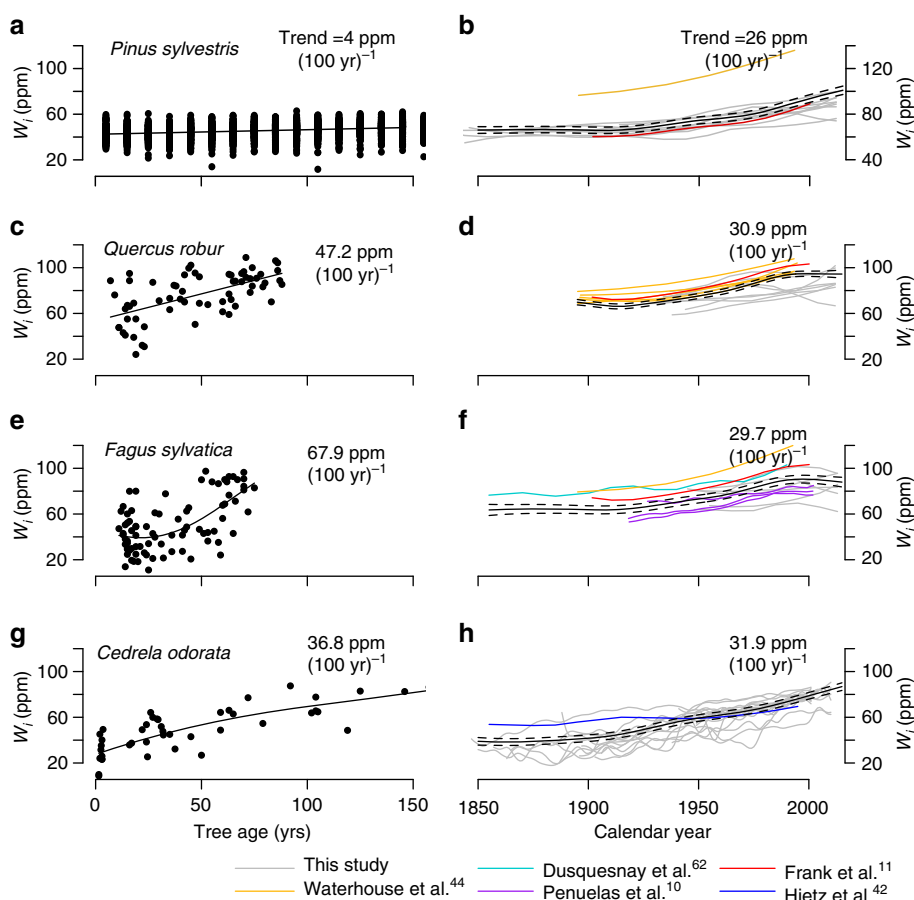 a
Pinus sylvestris
Trend =4 ppm
(100 yr)⁻¹
Wi (ppm)
100
60
20
b
Trend =26 ppm
(100 yr)⁻¹
120
80
40
Wi (ppm)
c
Quercus robur
47.2 ppm
(100 yr)⁻¹
Wi (ppm)
100
60
20
d
30.9 ppm
(100 yr)⁻¹
100
60
20
Wi (ppm)
e
Fagus sylvatica
67.9 ppm
(100 yr)⁻¹
Wi (ppm)
100
60
20
f
29.7 ppm
(100 yr)⁻¹
100
60
20
Wi (ppm)
g
Cedrela odorata
36.8 ppm
(100 yr)⁻¹
Wi (ppm)
100
60
20
0 50 100 150
Tree age (yrs)
h
31.9 ppm
(100 yr)⁻¹
100
60
20
Wi (ppm)
1850 1900 1950 2000
Calendar year
This study
Waterhouse et al.⁴⁴
Dusquesnay et al.⁶²
Penuelas et al.¹⁰
Frank et al.¹¹
Hietz et al.⁴²